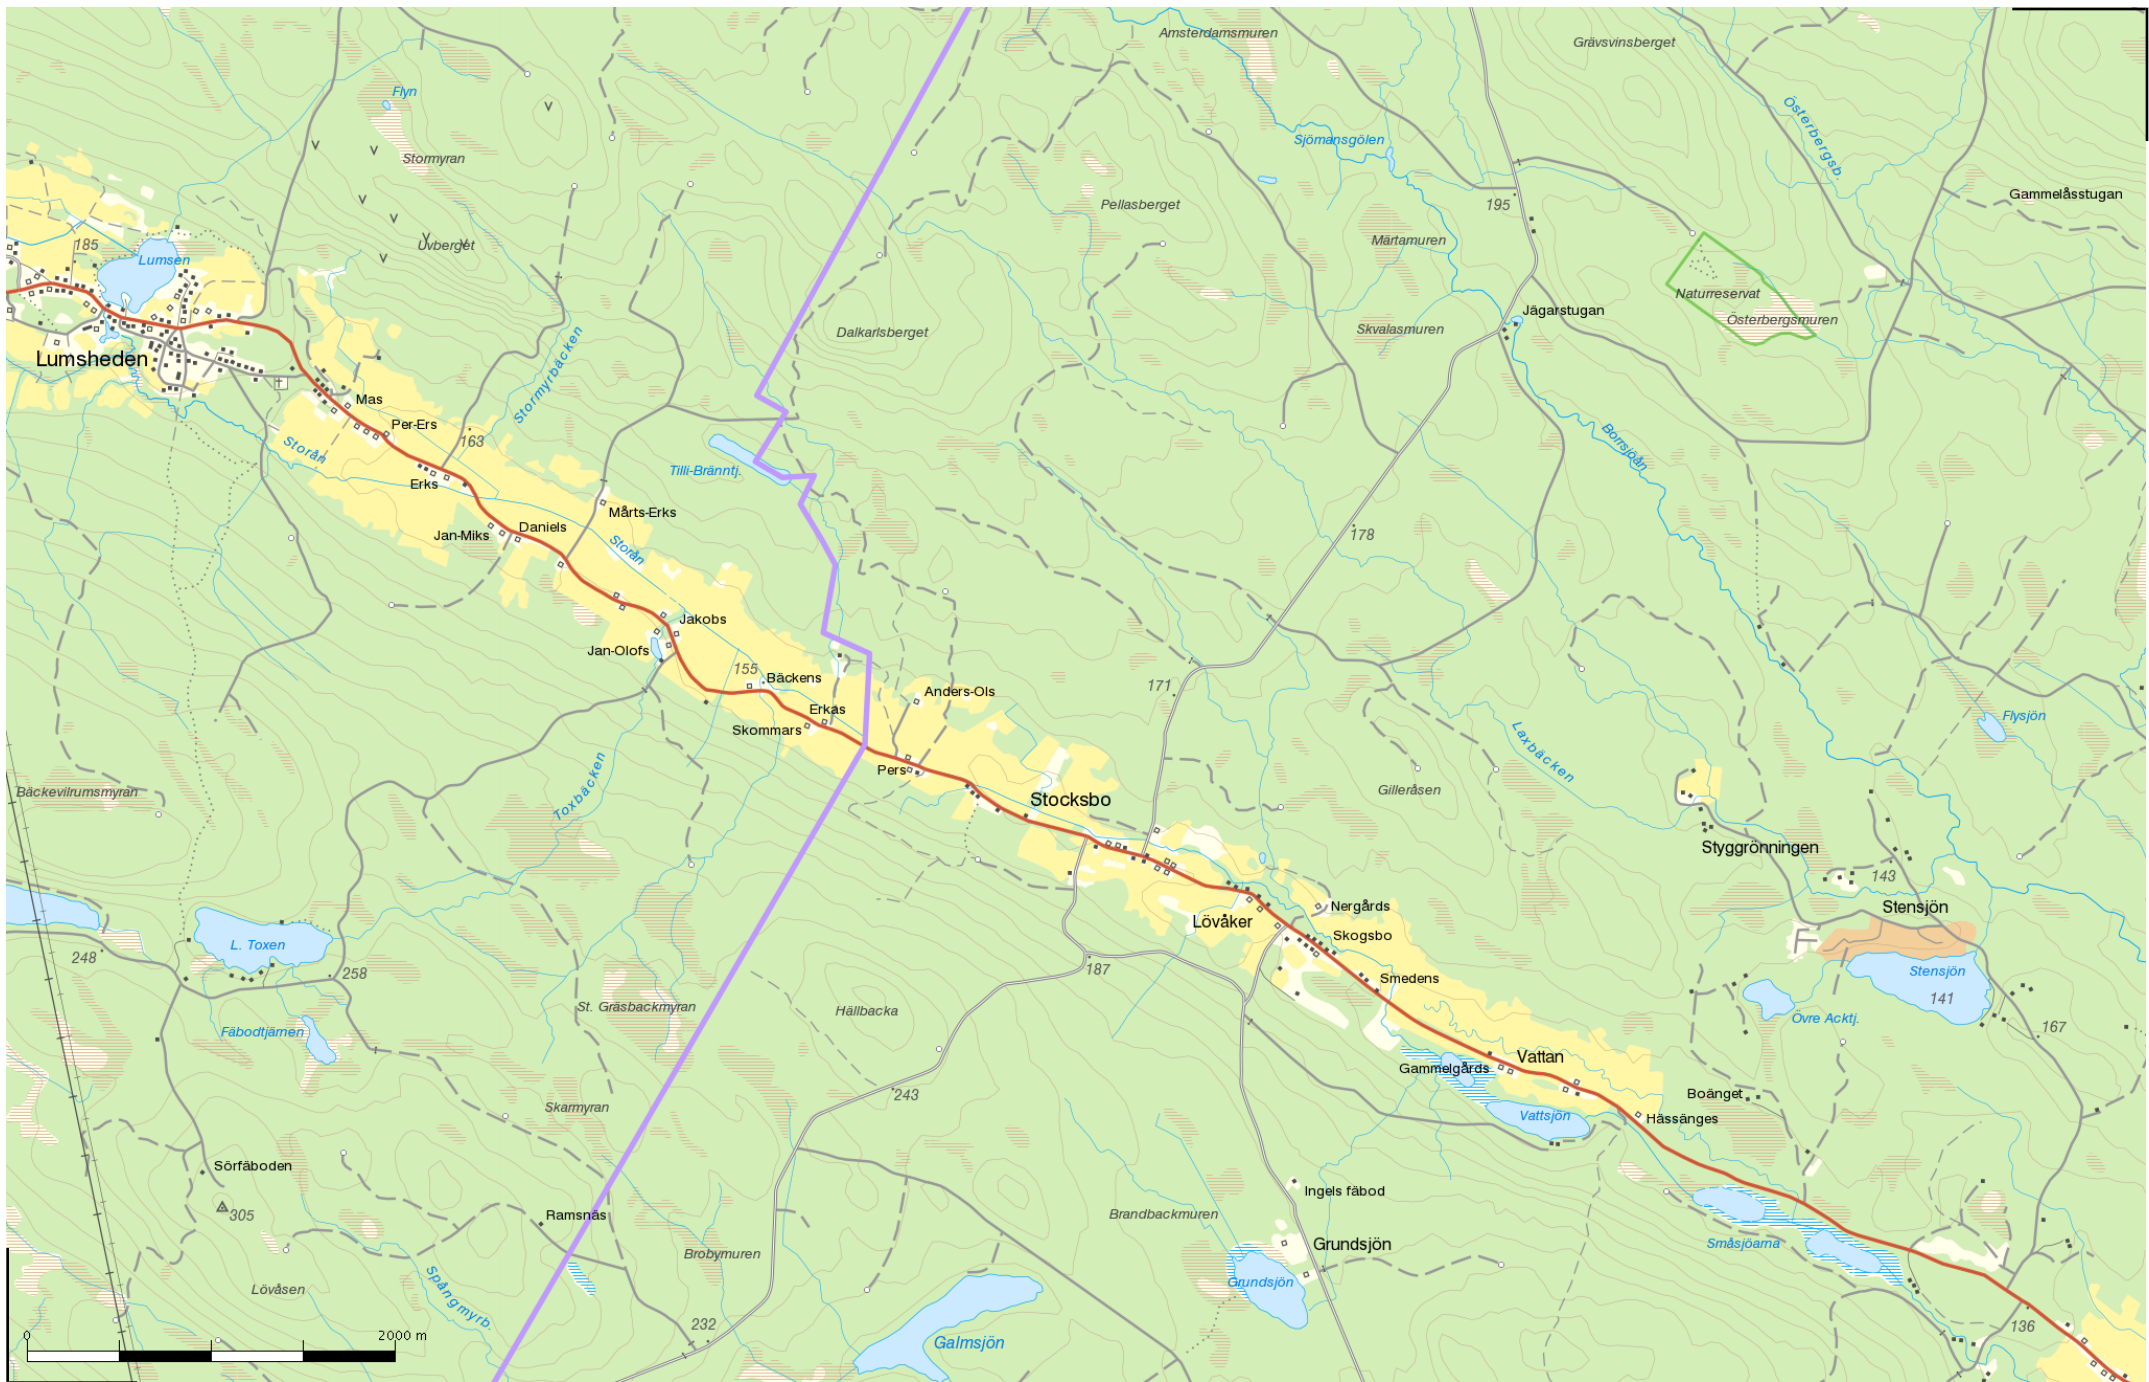 Amsterdamsmuren
Grävsvinsberget
Flyn
Österbergsb.
Sjömansgölen
Stormyran
Gammelåsstugan
Pellasberget
195
Uvberget
185
Märtamuren
Lumsen
Naturreservat
Jägarstugan
Österbergsmuren
Skvalasmuren
Dalkarlsberget
Lumsheden
Stormyrbäcken
Mas
Per-Ers
163
Storån
Borrsjöån
Tilli-Bränntj.
Erks
Mårts-Erks
Daniels
Jan-Miks
178
Storån
Jakobs
Jan-Olofs
155
Bäckens
171
Anders-Ols
Erkas
Flysjön
Skommars
Laxbäcken
Pers
Toxbäcken
Bäckevilrumsmyran
Gilleråsen
Stocksbo
Styggrönningen
143
Nergårds
Stensjön
Lövåker
Skogsbo
L. Toxen
248
258
187
Stensjön
Smedens
141
St. Gräsbackmyran
Hällbacka
Övre Acktj.
167
Fäbodtjärnen
Vattan
Gammelgårds
243
Boänget
Skarmyran
Vattsjön
Hässänges
Sörfäboden
Ingels fäbod
305
Ramsnäs
Brandbackmuren
Grundsjön
Småsjöarna
Brobymuren
Lövåsen
Spångmyrb.
Grundsjön
232
136
0
2000 m
Galmsjön